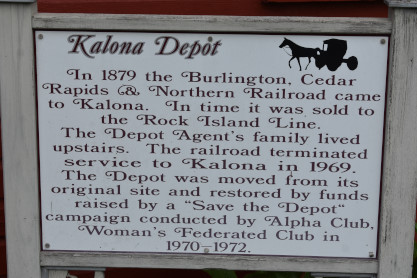 Kalona Depot
In 1879 the Burlington, Cedar
Rapids & Northern Railroad came
to Kalona. In time it was sold to
the Rock Island Line.
The Depot Agent's family lived
upstairs. The railroad terminated
service to Kalona in 1969.
The Depot was moved from its
original site and restored by funds
raised by a "Save the Depot"
campaign conducted by Alpha Club,
Woman's Federated Club in
1970-1972.